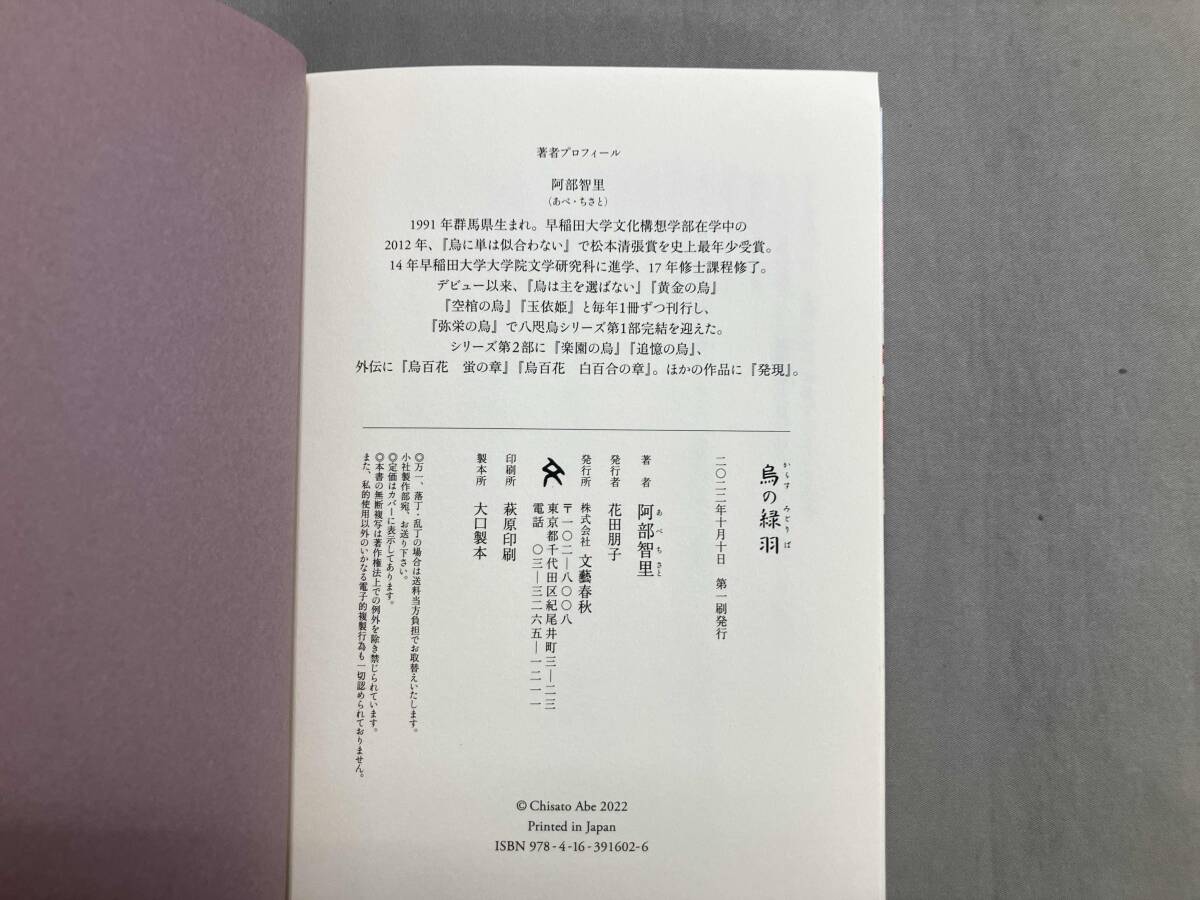 著者プロフィール
阿部智里
(あべ・ちさと)
1991年群馬県生まれ。早稲田大学文化構想学部在学中の
2012年、『烏に単は似合わない』で松本清張賞を史上最年少受賞。
14年早稲田大学大学院文学研究科に進学、17年修士課程修了。
デビュー以来、『烏は主を選ばない』『黄金の烏』
『空棺の烏』『玉依姫』と毎年1冊ずつ刊行し、
『弥栄の烏』で八咫烏シリーズ第1部完結を迎えた。
シリーズ第2部に『楽園の烏』『追憶の烏』、
外伝に『烏百花 蛍の章』『烏百花 白百合の章』。ほかの作品に『発現』。
烏の緑羽
からす みどりば
二〇二二年十月十日 第一刷発行
著者 阿部智里
あべちさと
発行者 花田朋子
発行所 株式会社 文藝春秋
〒一〇二―八〇〇八
東京都千代田区紀尾井町三―二三
電話 〇三―三二六五―一二一一
印刷所 萩原印刷
製本所 大口製本
◎万一、落丁・乱丁の場合は送料当方負担でお取替えいたします。
小社製作部宛、お送り下さい。
◎定価はカバーに表示してあります。
◎本書の無断複写は著作権法上での例外を除き禁じられています。
また、私的使用以外のいかなる電子的複製行為も一切認められておりません。
© Chisato Abe 2022
Printed in Japan
ISBN 978-4-16-391602-6